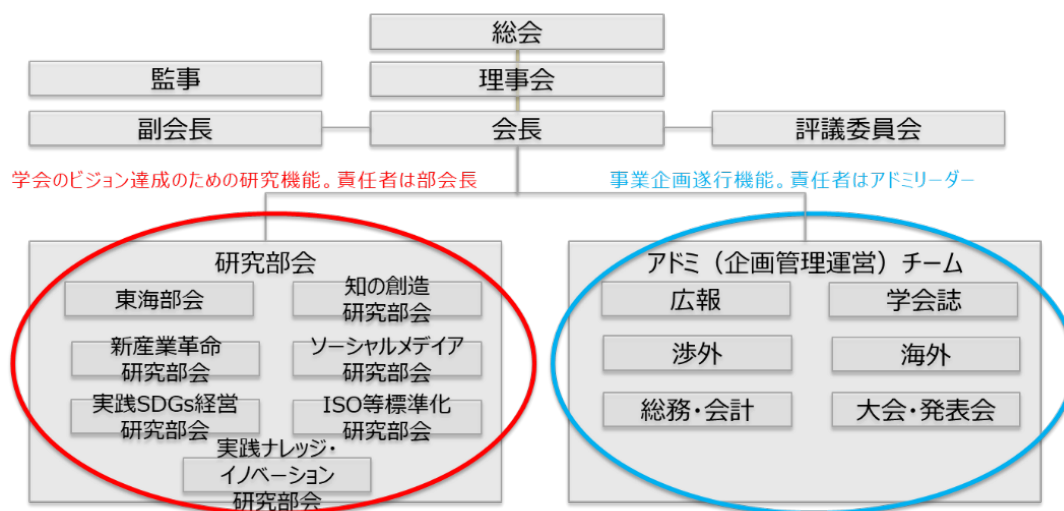 総会
監事
理事会
副会長
会長
評議委員会
学会のビジョン達成のための研究機能。責任者は部会長
事業企画遂行機能。責任者はアドミリーダー
研究部会
東海部会
知の創造
研究部会
新産業革命
研究部会
ソーシャルメデイア
研究部会
実践SDGs経営
研究部会
ISO等標準化
研究部会
実践ナレッジ・
イノベーション
研究部会
アドミ（企画管理運営）チーム
広報
学会誌
渉外
海外
総務・会計
大会・発表会